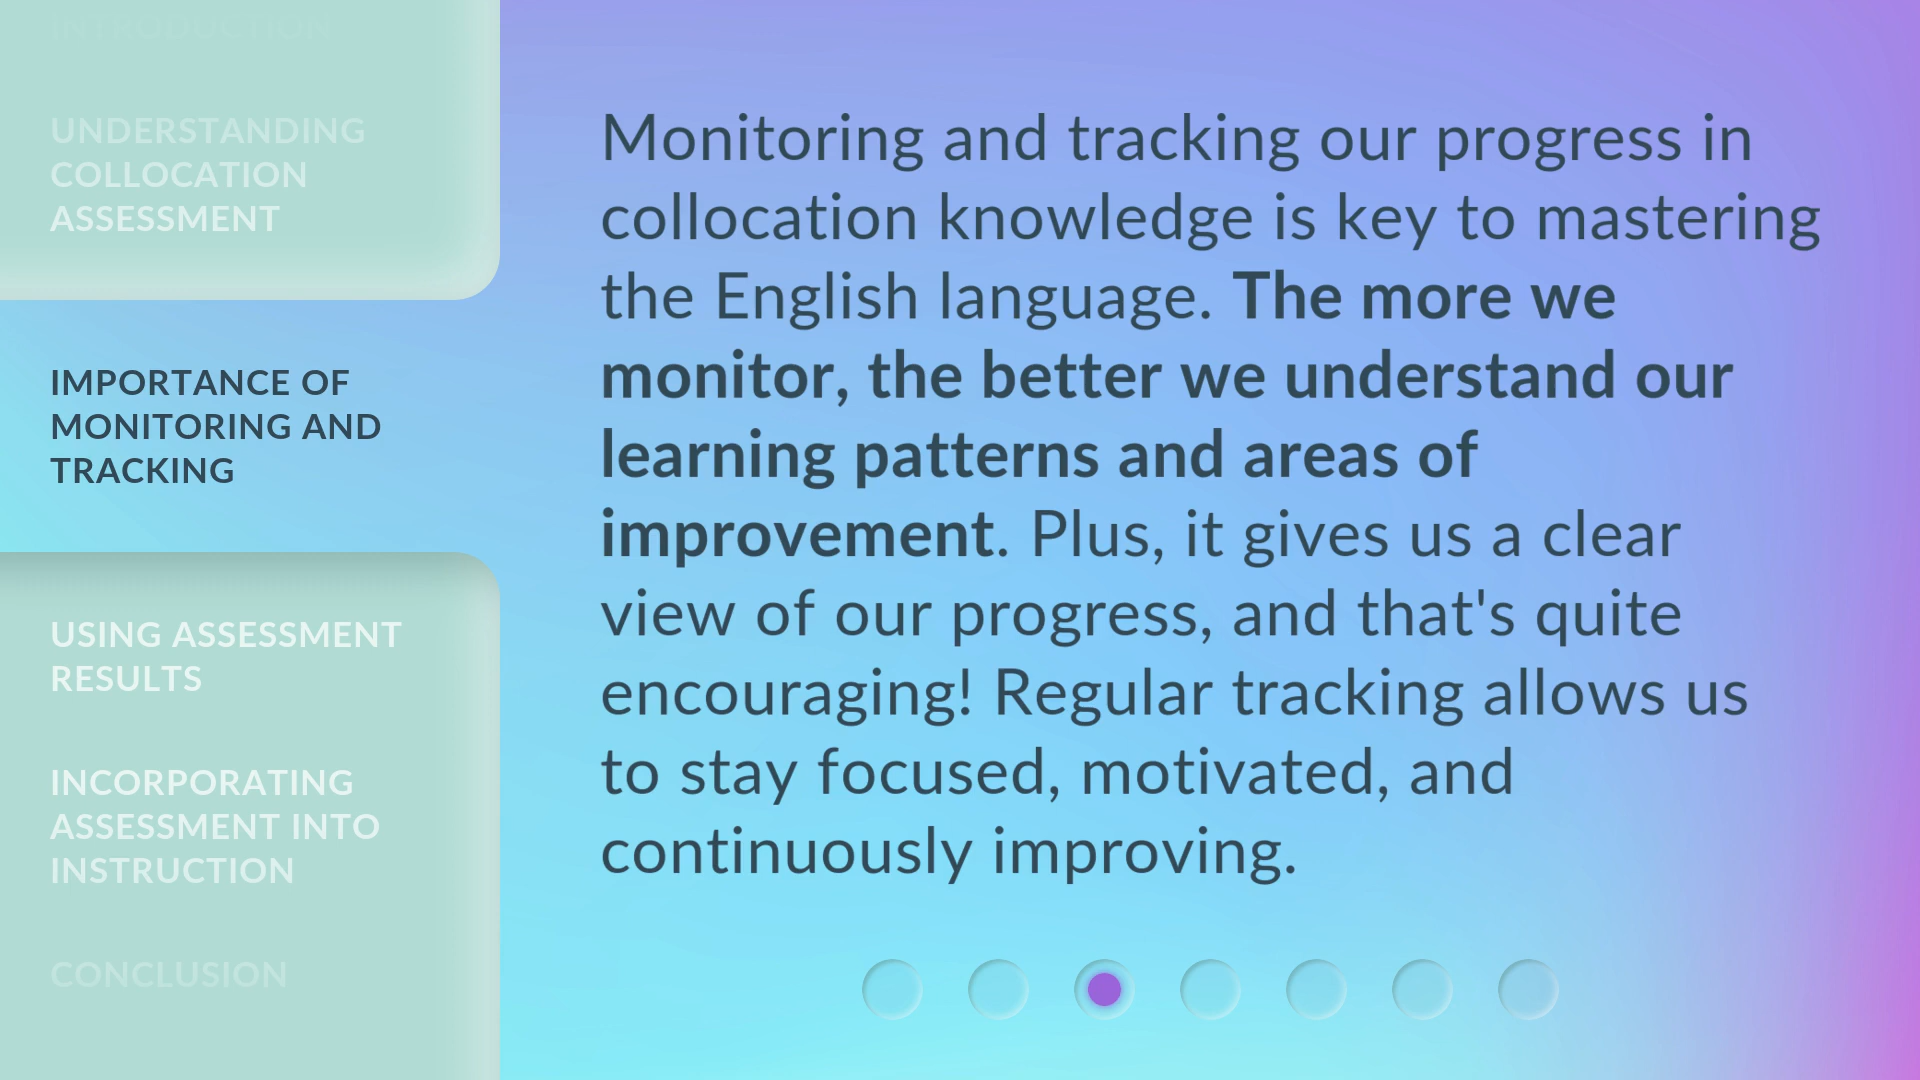 INTRODUCTION
UNDERSTANDING
COLLOCATION
ASSESSMENT
IMPORTANCE OF
MONITORING AND
TRACKING
USING ASSESSMENT
RESULTS
INCORPORATING
ASSESSMENT INTO
INSTRUCTION
CONCLUSION
Monitoring and tracking our progress in
collocation knowledge is key to mastering
the English language. The more we
monitor, the better we understand our
learning patterns and areas of
improvement. Plus, it gives us a clear
view of our progress, and that's quite
encouraging! Regular tracking allows us
to stay focused, motivated, and
continuously improving.